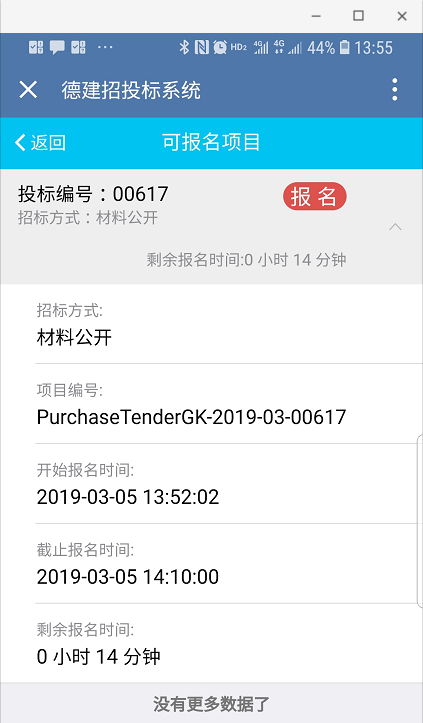 HD2 4G 4G 44% 13:55
德建招投标系统
返回 可报名项目
投标编号：00617 报 名
招标方式：材料公开
剩余报名时间:0 小时 14 分钟
招标方式:
材料公开
项目编号:
PurchaseTenderGK-2019-03-00617
开始报名时间:
2019-03-05 13:52:02
截止报名时间:
2019-03-05 14:10:00
剩余报名时间:
0 小时 14 分钟
没有更多数据了